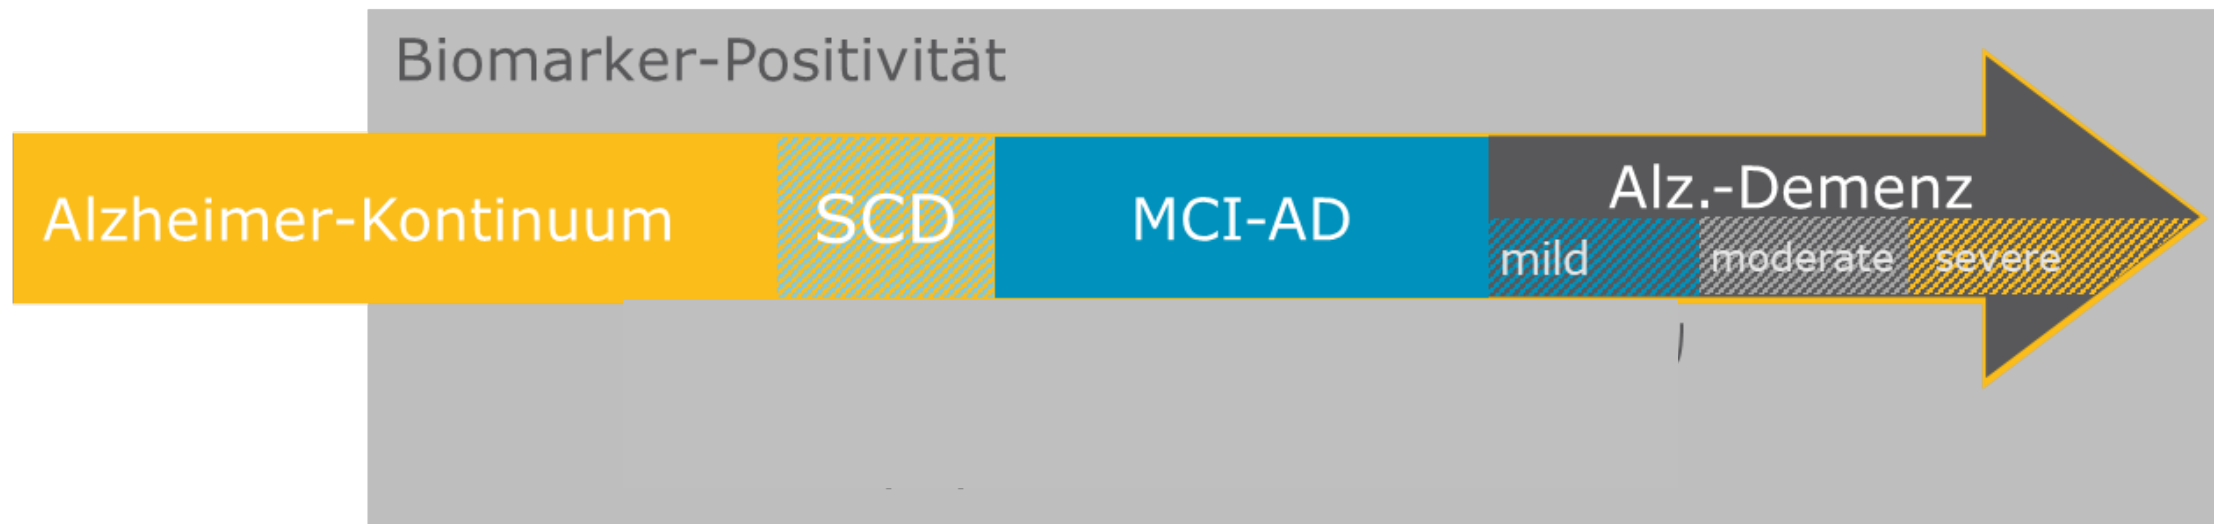 Biomarker-Positivität
Alzheimer-Kontinuum
SCD
MCI-AD
Alz.-Demenz
mild
moderate
severe